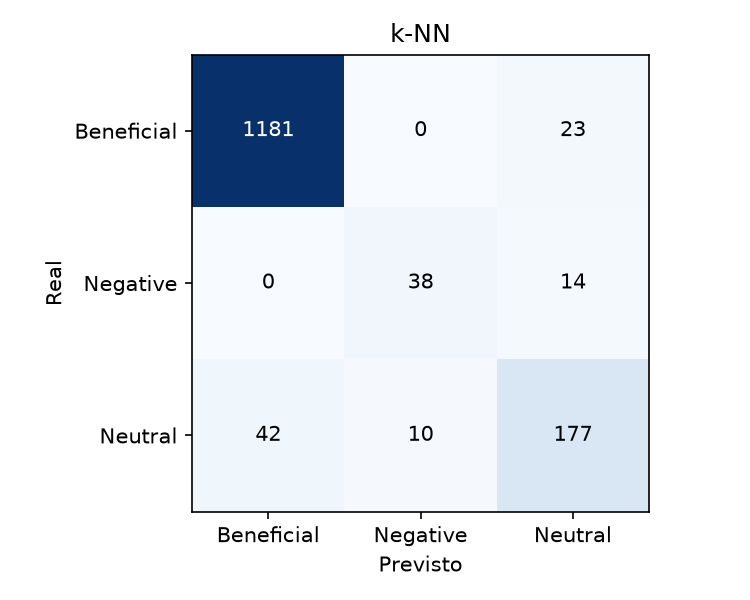 k-NN
Beneficial 1181 0 23
Real
Negative 0 38 14
Neutral 42 10 177
Beneficial Negative Neutral
Previsto